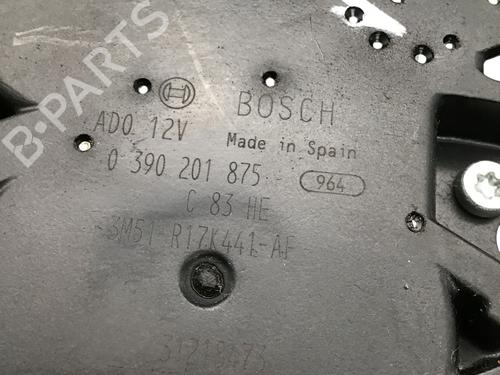 B-PARTS
BOSCH
AD0 12V
Made in Spain
0 390 201 875
964
C 83 HE
3M51 R17K441-AF